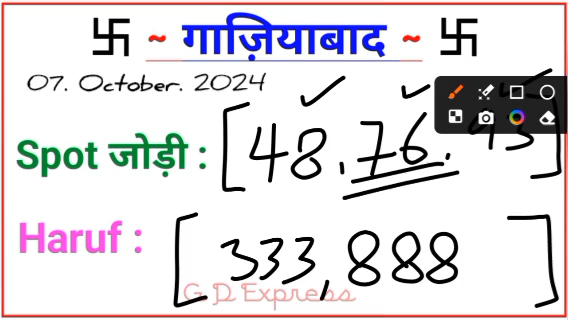 卐 ~ गाज़ियाबाद ~ 卐
07. October. 2024
Spot जोड़ी : [48.76.93]
Haruf : [333,888]
G D Express